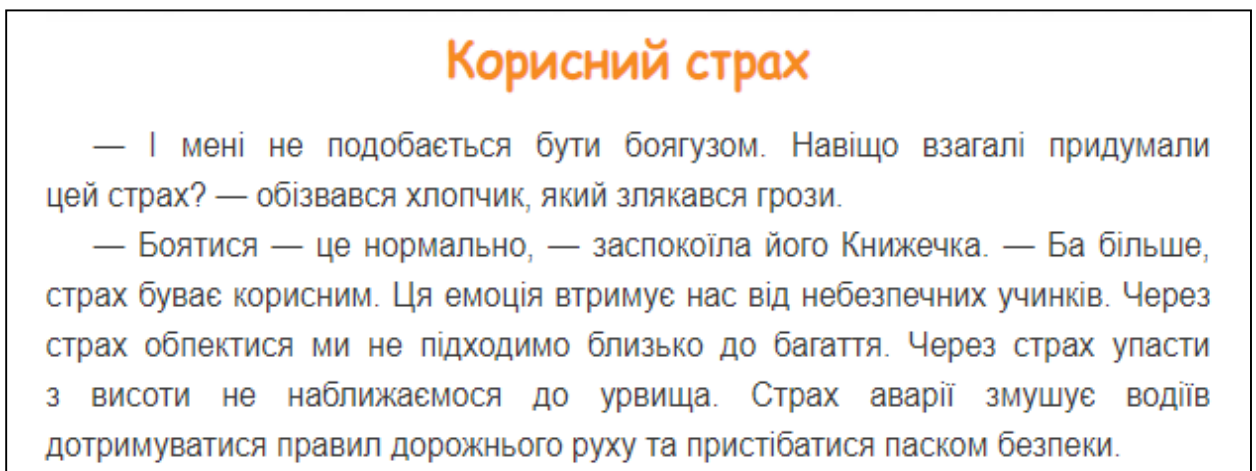 Корисний страх
— І мені не подобається бути боягузом. Навіщо взагалі придумали
цей страх? — обізвався хлопчик, який злякався грози.
— Боятися — це нормально, — заспокоїла його Книжечка. — Ба більше,
страх буває корисним. Ця емоція втримує нас від небезпечних учинків. Через
страх обпектися ми не підходимо близько до багаття. Через страх упасти
з висоти не наближаємося до урвища. Страх аварії змушує водіїв
дотримуватися правил дорожнього руху та пристібатися паском безпеки.